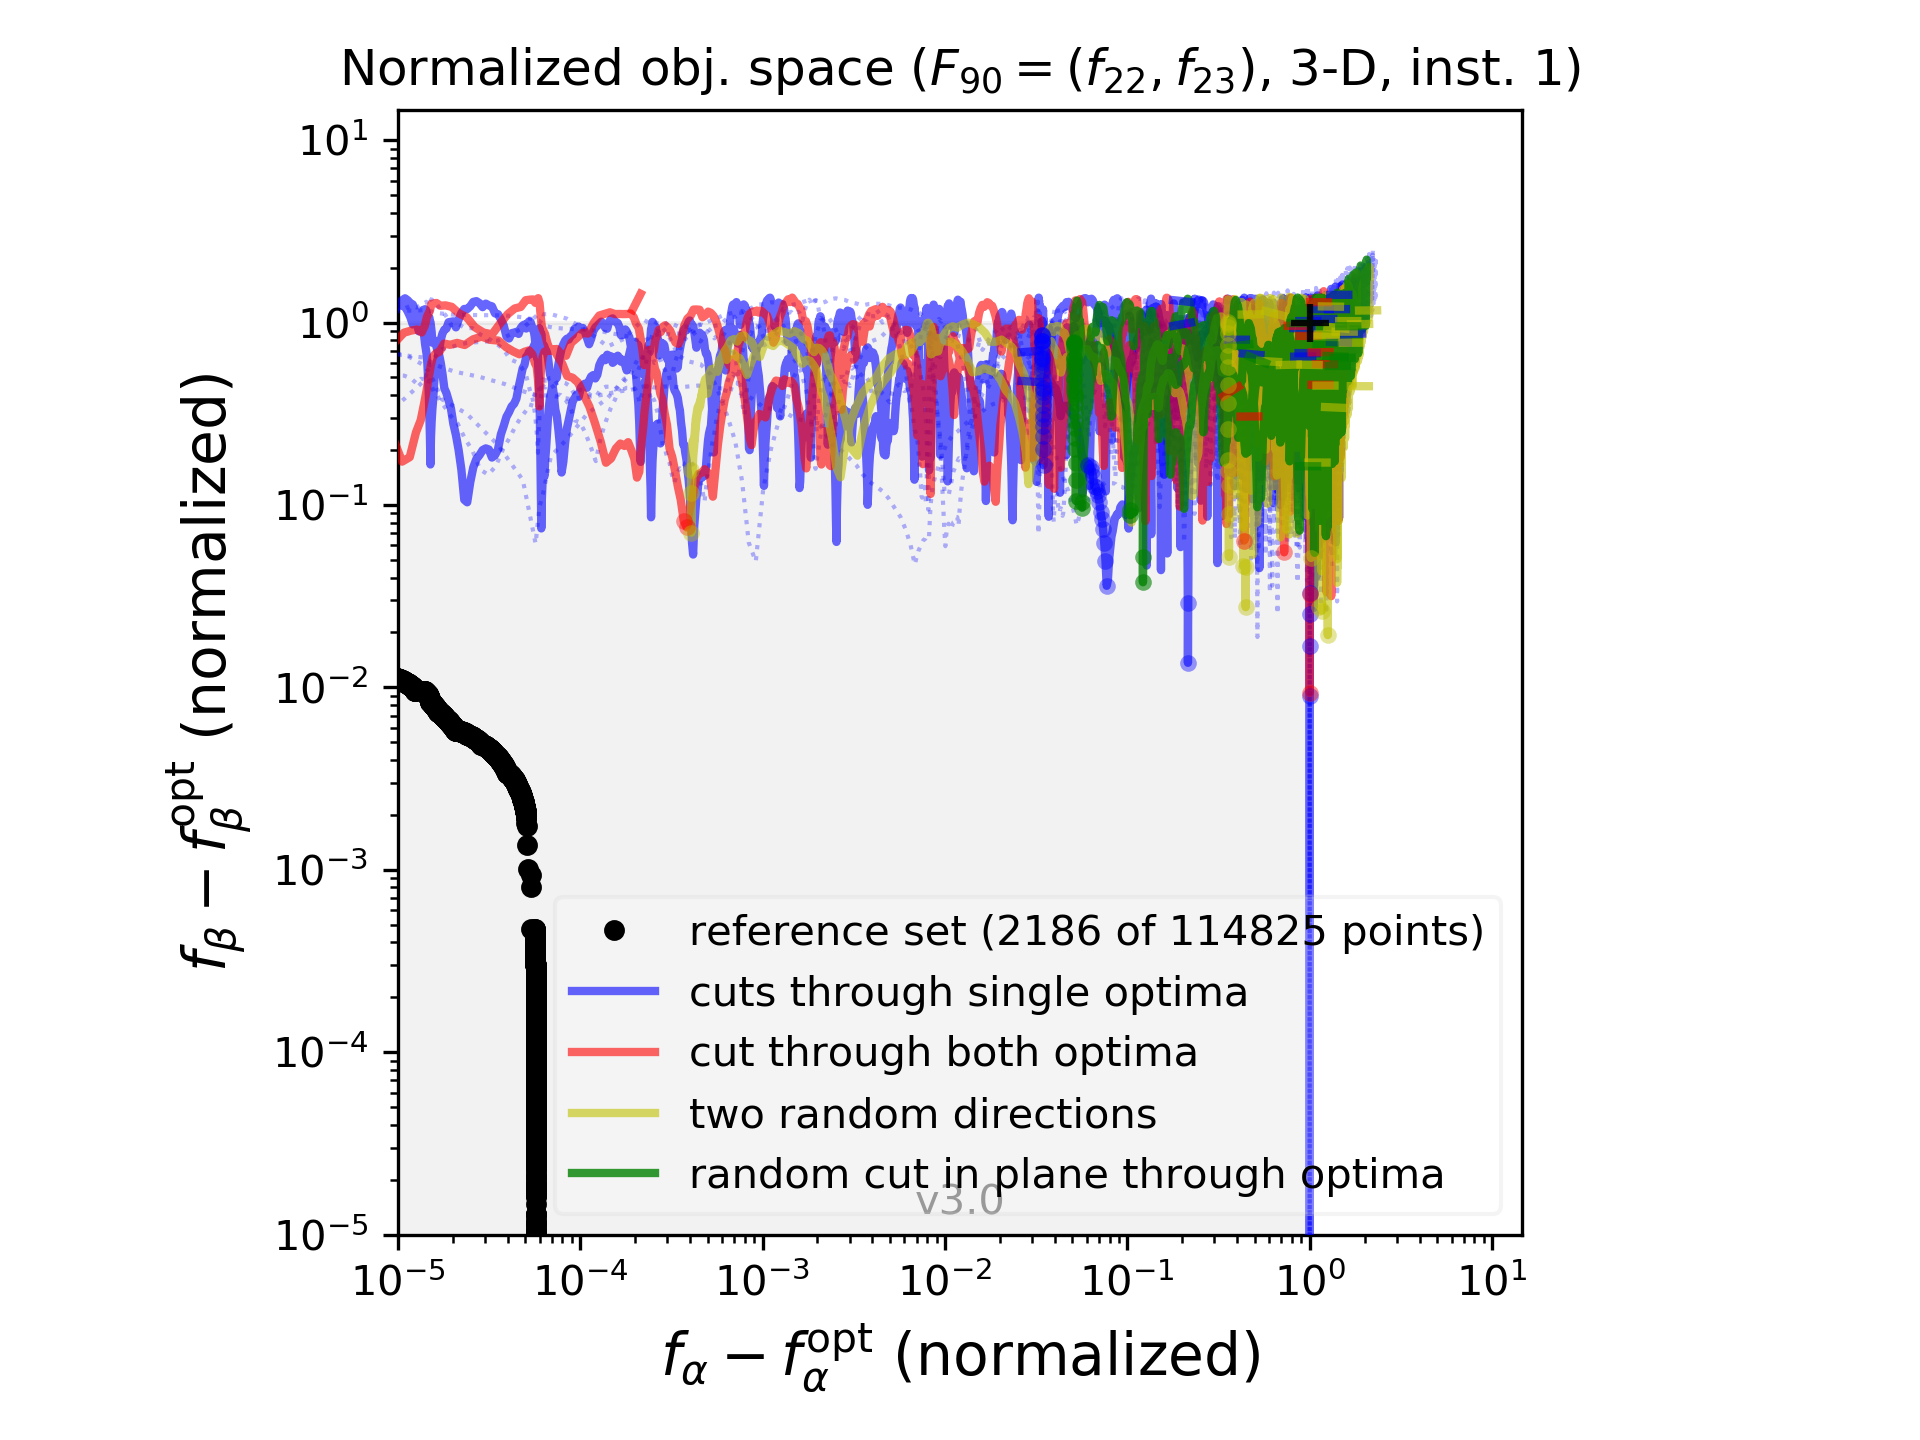 Normalized obj. space (F₉₀ = (f₂₂, f₂₃), 3-D, inst. 1)
10¹
10⁰
10⁻¹
10⁻²
10⁻³
10⁻⁴
10⁻⁵
f_β − f_β^opt (normalized)
reference set (2186 of 114825 points)
cuts through single optima
cut through both optima
two random directions
random cut in plane through optima
v3.0
10⁻⁵ 10⁻⁴ 10⁻³ 10⁻² 10⁻¹ 10⁰ 10¹
f_α − f_α^opt (normalized)